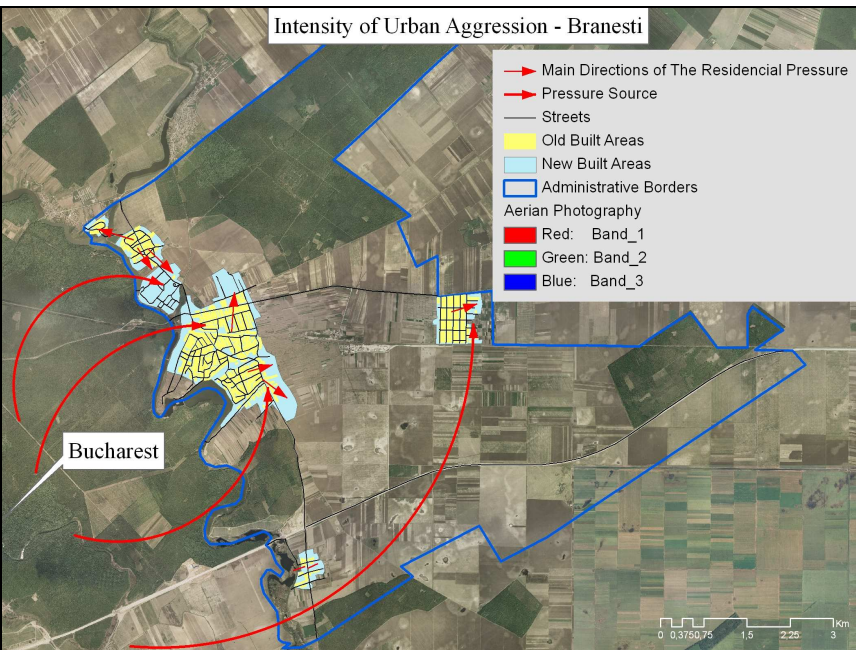 Intensity of Urban Aggression - Branesti
Main Directions of The Residencial Pressure
Pressure Source
Streets
Old Built Areas
New Built Areas
Administrative Borders
Aerian Photography
Red: Band_1
Green: Band_2
Blue: Band_3
Bucharest
Km
0 0,3750,75 1,5 2,25 3